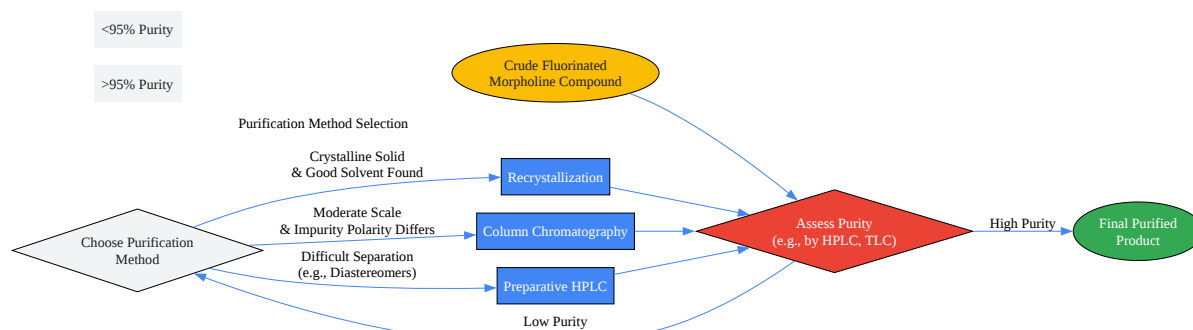 <95% Purity
>95% Purity
Crude Fluorinated
Morpholine Compound
Purification Method Selection
Crystalline Solid
& Good Solvent Found
Recrystallization
Moderate Scale
& Impurity Polarity Differs
Column Chromatography
Choose Purification
Method
Difficult Separation
(e.g., Diastereomers)
Preparative HPLC
Assess Purity
(e.g., by HPLC, TLC)
High Purity
Final Purified
Product
Low Purity